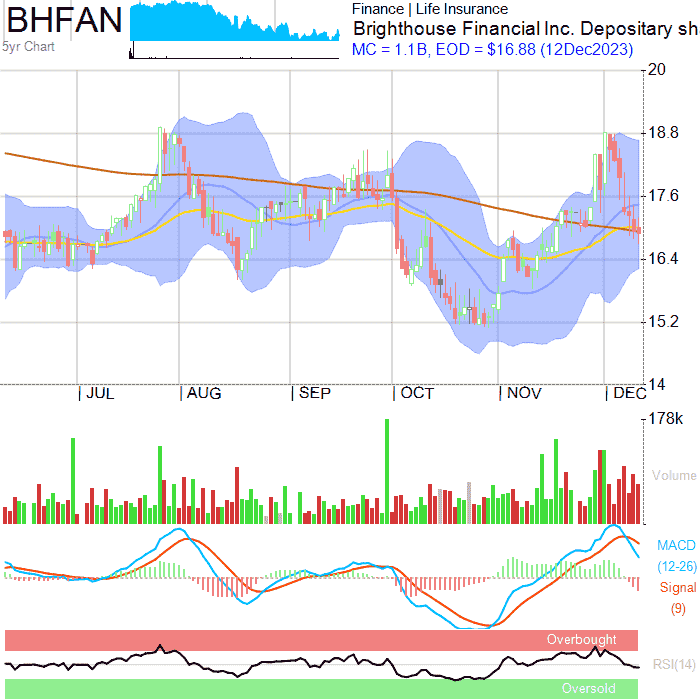 BHFAN
5yr Chart
Finance | Life Insurance
Brighthouse Financial Inc. Depositary sh
MC = 1.1B, EOD = $16.88 (12Dec2023)
20
18.8
17.6
16.4
15.2
14
| JUL | AUG | SEP | OCT | NOV | DEC
178k
Volume
MACD
(12-26)
Signal
(9)
Overbought
RSI(14)
Oversold